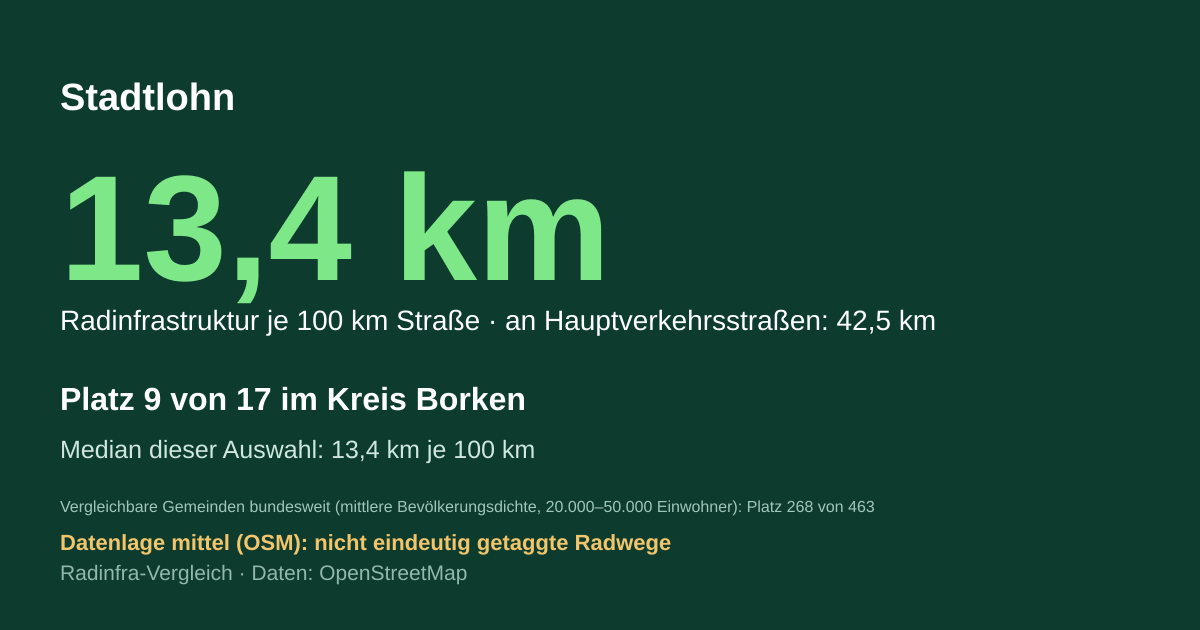 Stadtlohn
13,4 km
Radinfrastruktur je 100 km Straße · an Hauptverkehrsstraßen: 42,5 km
Platz 9 von 17 im Kreis Borken
Median dieser Auswahl: 13,4 km je 100 km
Vergleichbare Gemeinden bundesweit (mittlere Bevölkerungsdichte, 20.000–50.000 Einwohner): Platz 268 von 463
Datenlage mittel (OSM): nicht eindeutig getaggte Radwege
Radinfra-Vergleich · Daten: OpenStreetMap